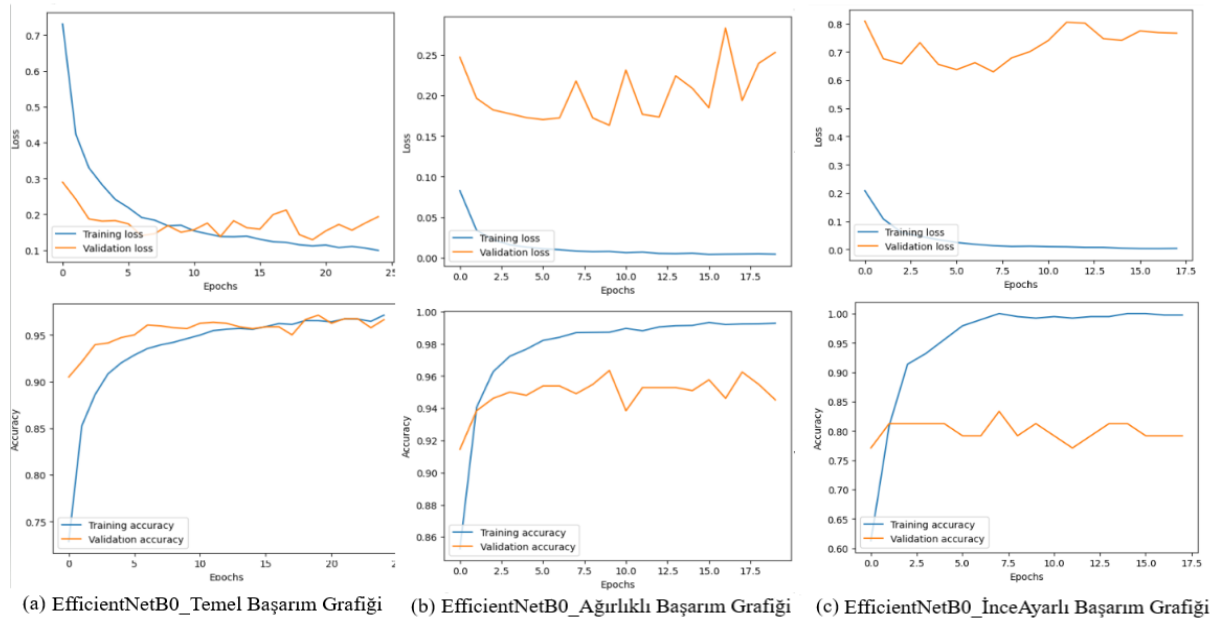 0.7
0.6
0.5
0.4
0.3
0.2
0.1
Loss
Training loss
Validation loss
0 5 10 15 20 25
Epochs
0.25
0.20
0.15
0.10
0.05
0.00
Loss
Training loss
Validation loss
0.0 2.5 5.0 7.5 10.0 12.5 15.0 17.5
Epochs
0.8
0.7
0.6
0.5
0.4
0.3
0.2
0.1
0.0
Loss
Training loss
Validation loss
0.0 2.5 5.0 7.5 10.0 12.5 15.0 17.5
Epochs
0.95
0.90
0.85
0.80
0.75
Accuracy
Training accuracy
Validation accuracy
0 5 10 15 20
Epochs
1.00
0.98
0.96
0.94
0.92
0.90
0.88
0.86
Accuracy
Training accuracy
Validation accuracy
0.0 2.5 5.0 7.5 10.0 12.5 15.0 17.5
Epochs
1.00
0.95
0.90
0.85
0.80
0.75
0.70
0.65
0.60
Accuracy
Training accuracy
Validation accuracy
0.0 2.5 5.0 7.5 10.0 12.5 15.0 17.5
Epochs
(a) EfficientNetB0_Temel Başarım Grafiği
(b) EfficientNetB0_Ağırlıklı Başarım Grafiği
(c) EfficientNetB0_İnceAyarlı Başarım Grafiği